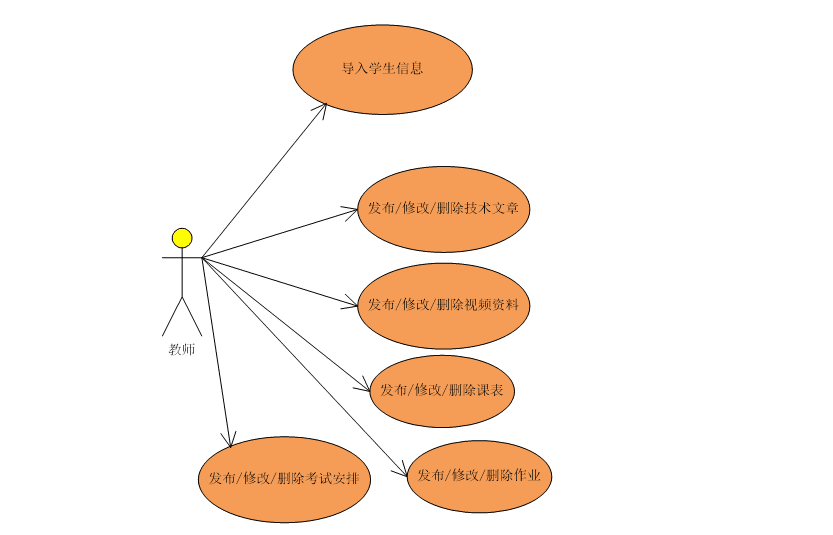 导入学生信息
发布/修改/删除技术文章
发布/修改/删除视频资料
教师
发布/修改/删除课表
发布/修改/删除作业
发布/修改/删除考试安排